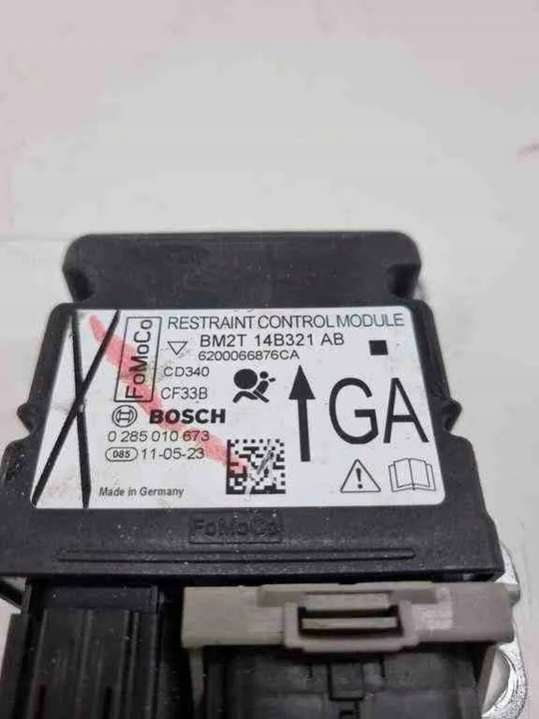 FoMoCo
RESTRAINT CONTROL MODULE
BM2T 14B321 AB
6200066876CA
CD340
CF33B
BOSCH
0 285 010 673
085 11-05-23
Made in Germany
GA
FoMoCo